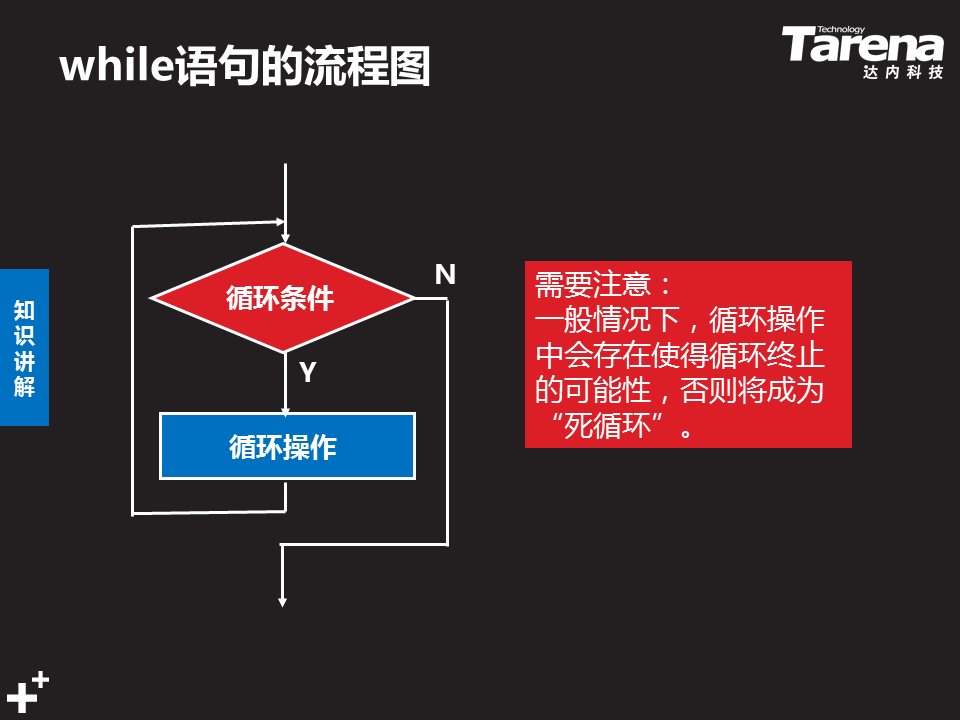 while语句的流程图
Technology
Tarena
达内科技
知
识
讲
解
循环条件
N
Y
循环操作
需要注意：
一般情况下，循环操作
中会存在使得循环终止
的可能性，否则将成为
“死循环”。